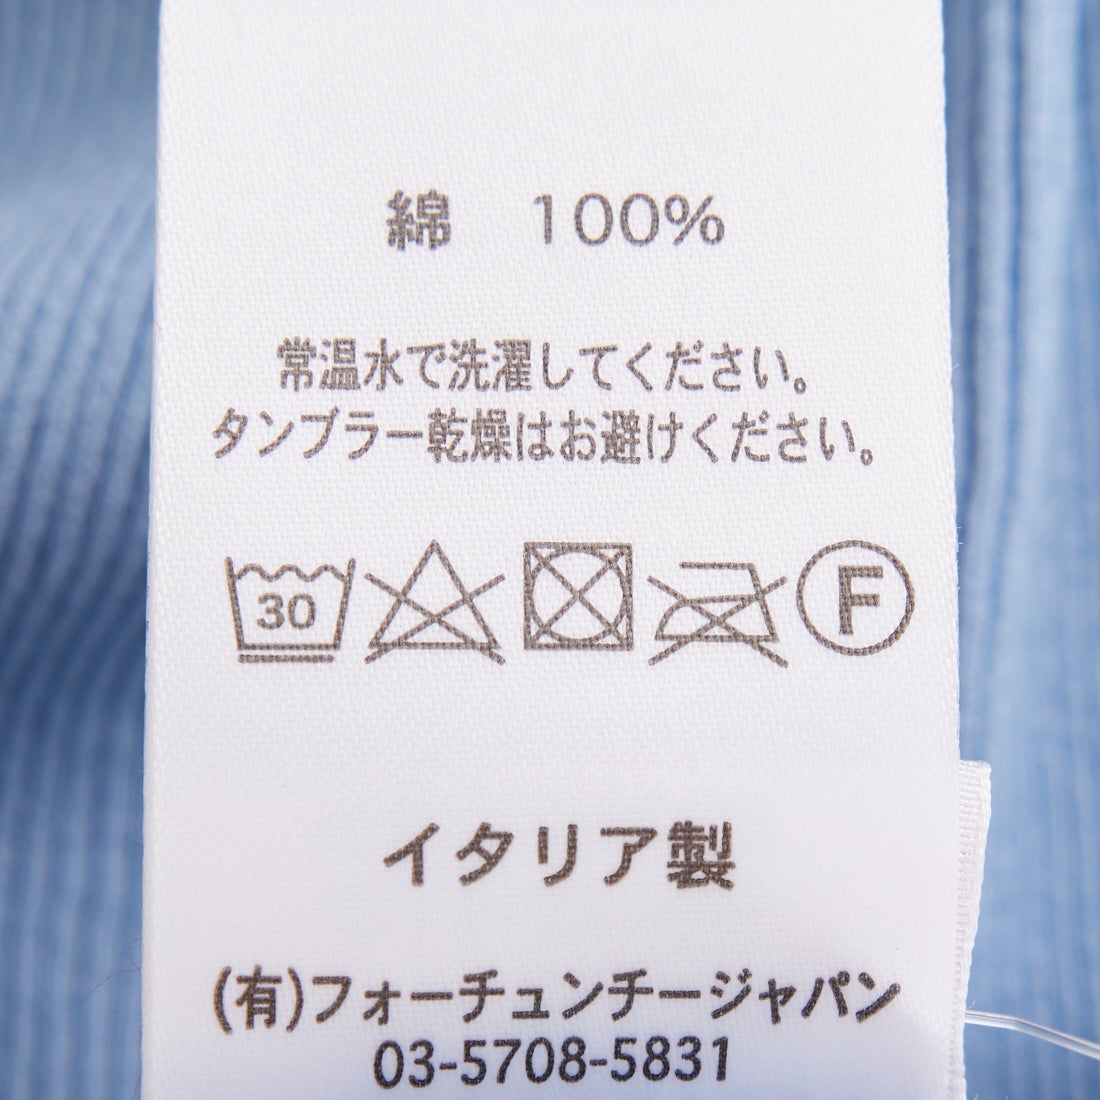 綿　100%
常温水で洗濯してください。
タンブラー乾燥はお避けください。
30 F
イタリア製
(有)フォーチュンチージャパン
03-5708-5831